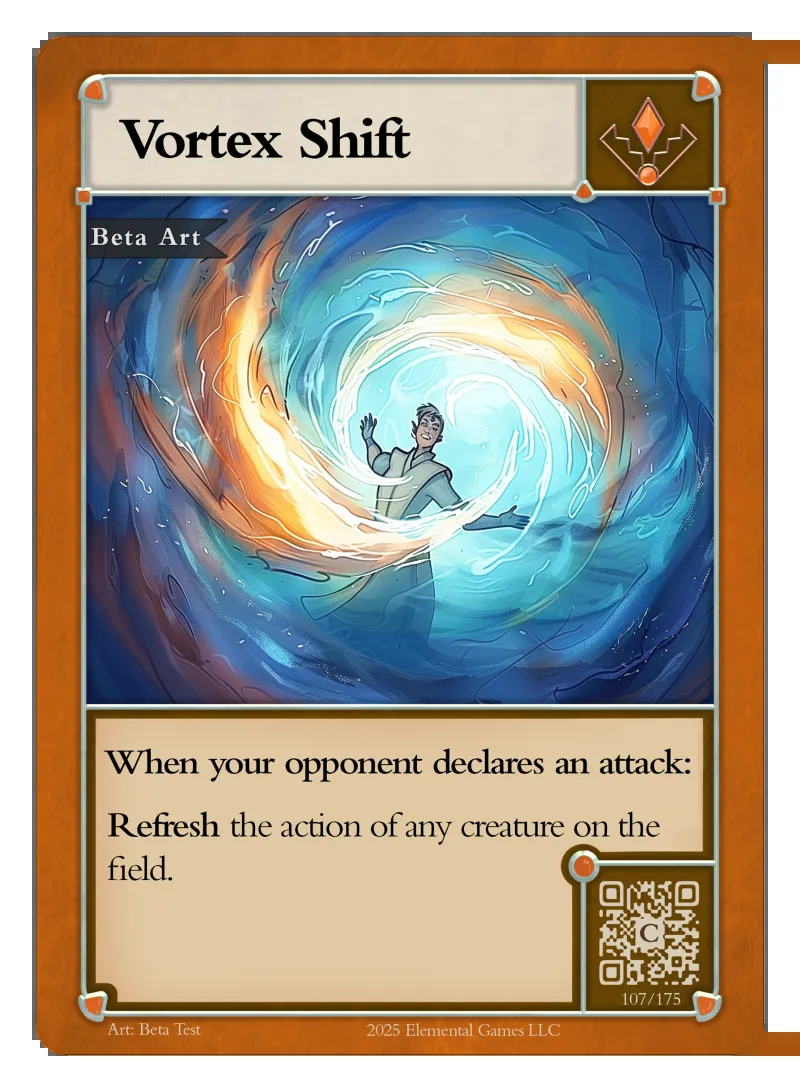 Vortex Shift
Beta Art
When your opponent declares an attack:
Refresh the action of any creature on the
field.
C
107/175
Art: Beta Test
2025 Elemental Games LLC